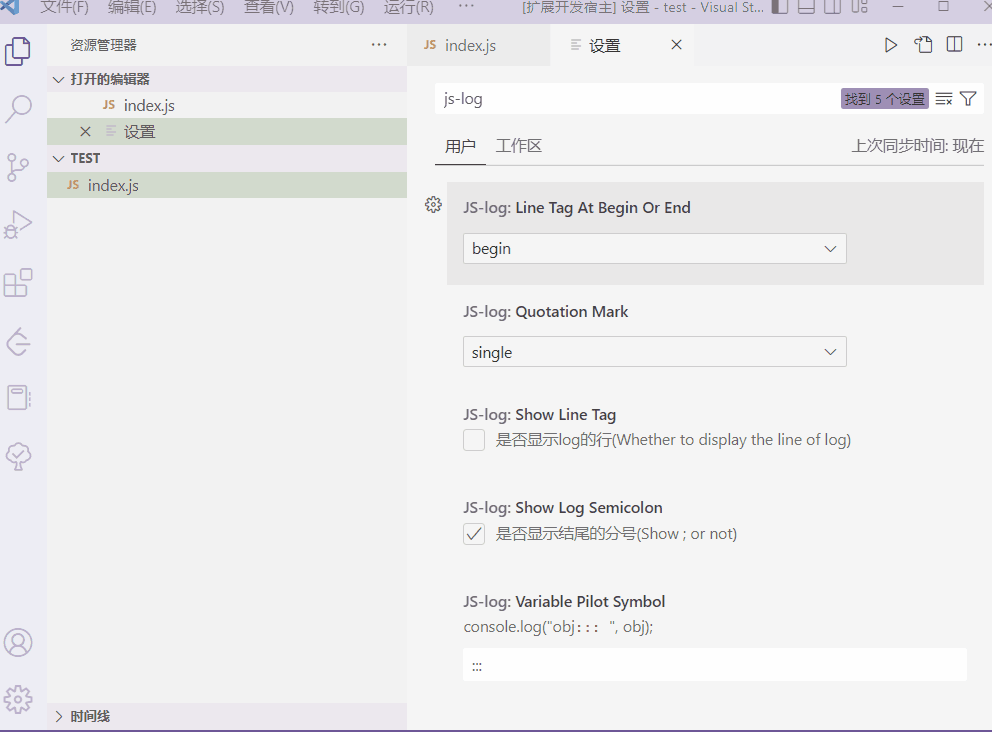 文件(F) 编辑(E) 选择(S) 查看(V) 转到(G) 运行(R) ··· [扩展开发宿主] 设置 - test - Visual St...
资源管理器 ···
JS index.js 设置
打开的编辑器
JS index.js
设置
TEST
JS index.js
时间线
js-log 找到 5 个设置
用户 工作区 上次同步时间: 现在
JS-log: Line Tag At Begin Or End
begin
JS-log: Quotation Mark
single
JS-log: Show Line Tag
是否显示log的行(Whether to display the line of log)
JS-log: Show Log Semicolon
是否显示结尾的分号(Show ; or not)
JS-log: Variable Pilot Symbol
console.log("obj::: ", obj);
:::